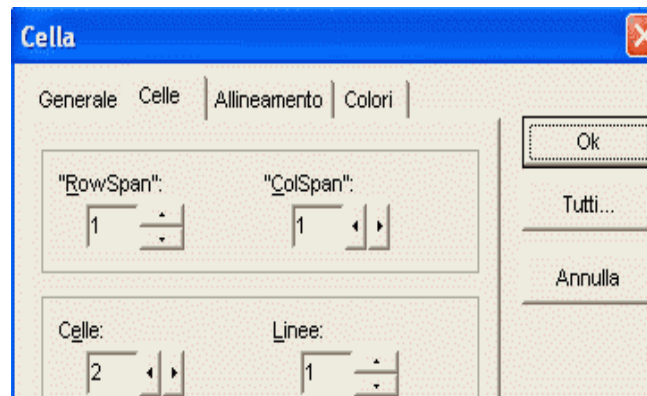 Cella
Generale Celle Allineamento Colori
Ok
"RowSpan": "ColSpan":
1 1
Tutti...
Annulla
Celle: Linee:
2 1